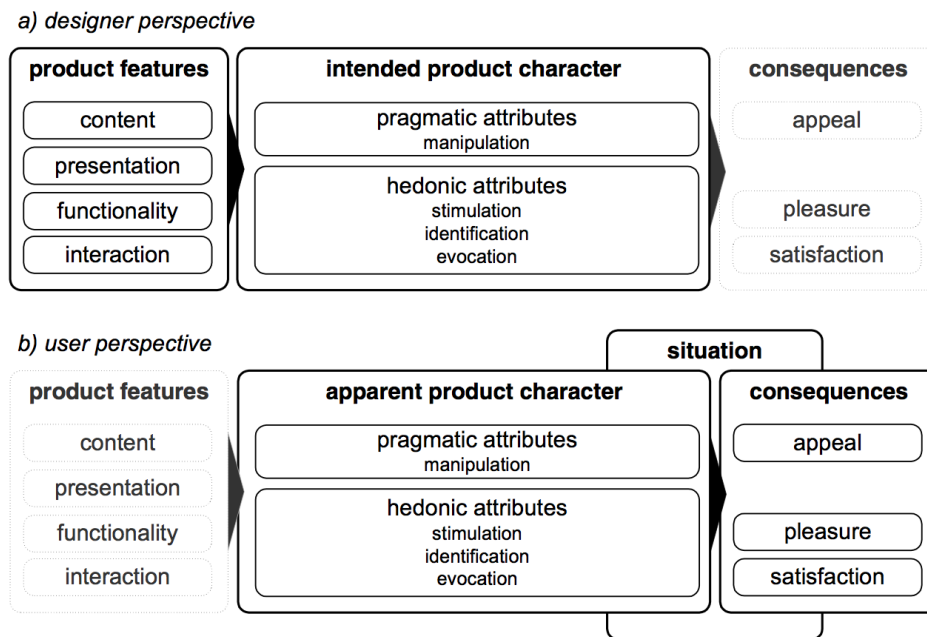 a) designer perspective
product features
content
presentation
functionality
interaction
intended product character
pragmatic attributes
manipulation
hedonic attributes
stimulation
identification
evocation
consequences
appeal
pleasure
satisfaction
b) user perspective
product features
content
presentation
functionality
interaction
apparent product character
pragmatic attributes
manipulation
hedonic attributes
stimulation
identification
evocation
situation
consequences
appeal
pleasure
satisfaction